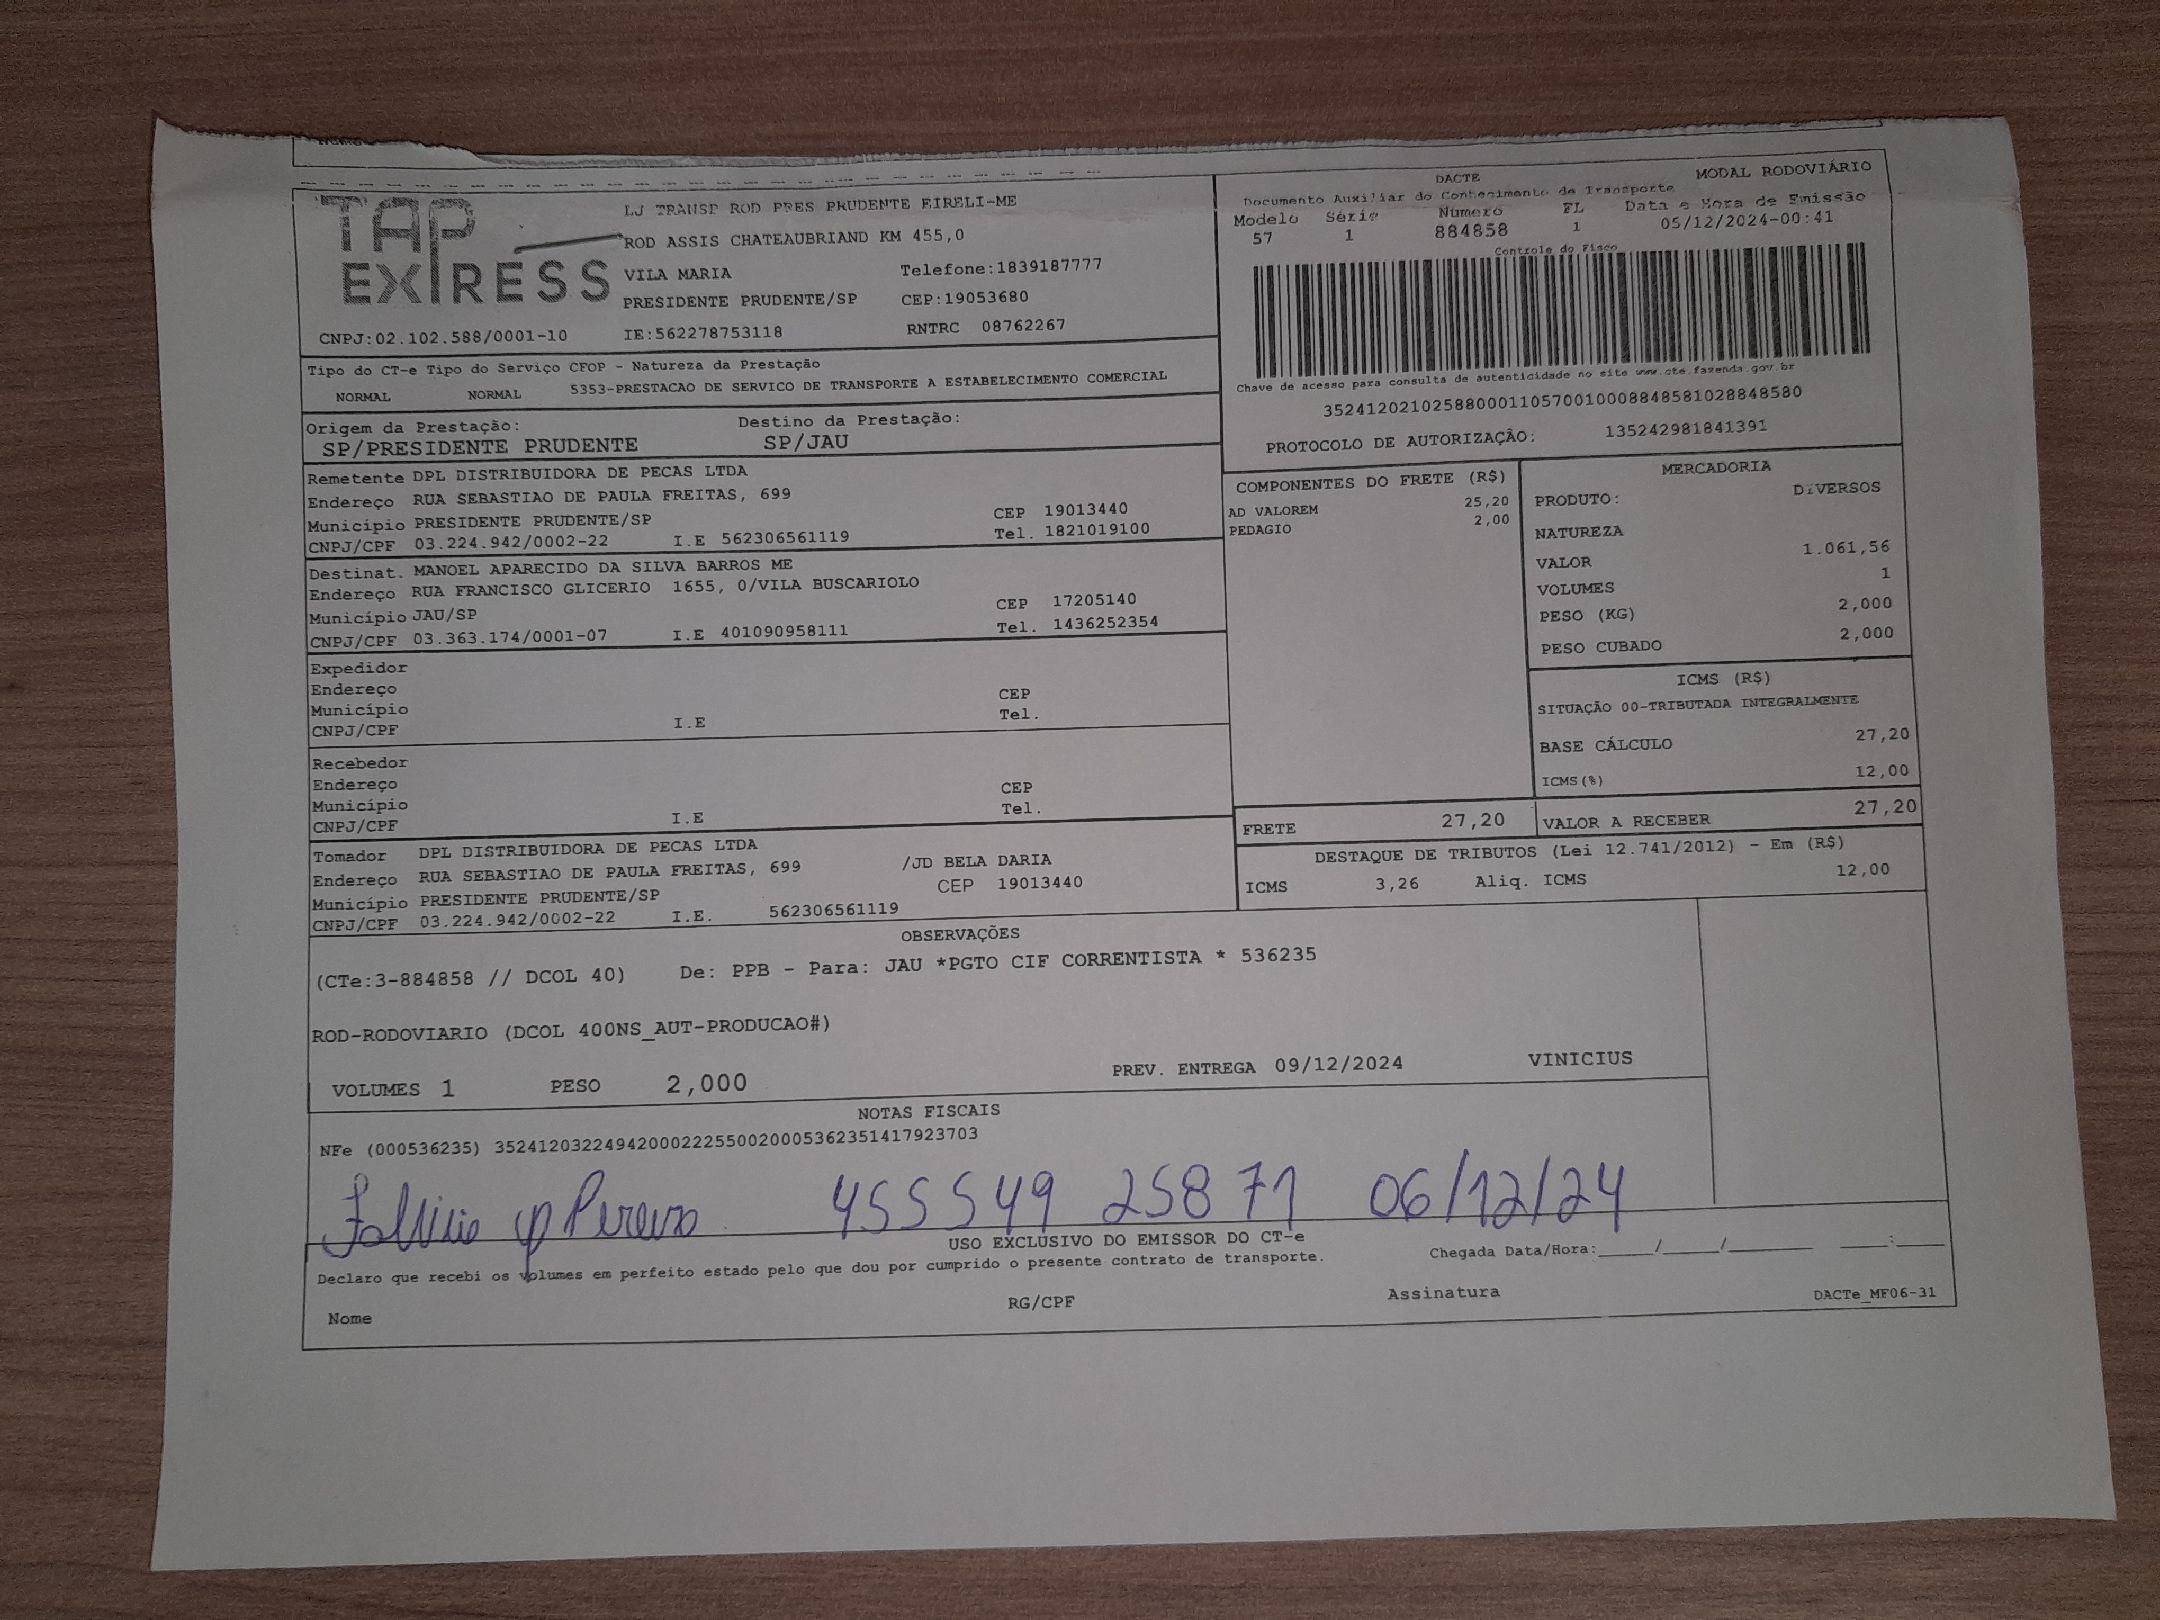 TAP
EXPRESS
LJ TRANSP ROD PRES PRUDENTE EIRELI-ME
ROD ASSIS CHATEAUBRIAND KM 455,0
VILA MARIA Telefone:1839187777
PRESIDENTE PRUDENTE/SP CEP:19053680
CNPJ:02.102.588/0001-10 IE:562278753118 RNTRC 08762267
DACTE MODAL RODOVIÁRIO
Documento Auxiliar do Conhecimento de Transporte
Modelo Série Número FL Data e Hora de Emissão
57 1 884858 1 05/12/2024-00:41
Controle do Fisco
Chave de acesso para consulta de autenticidade no site www.cte.fazenda.gov.br
35241202102588000110570010008848581028848580
PROTOCOLO DE AUTORIZAÇÃO: 135242981841391
Tipo do CT-e Tipo do Serviço CFOP - Natureza da Prestação
NORMAL NORMAL 5353-PRESTACAO DE SERVICO DE TRANSPORTE A ESTABELECIMENTO COMERCIAL
Origem da Prestação: Destino da Prestação:
SP/PRESIDENTE PRUDENTE SP/JAU
Remetente DPL DISTRIBUIDORA DE PECAS LTDA
Endereço RUA SEBASTIAO DE PAULA FREITAS, 699
Município PRESIDENTE PRUDENTE/SP CEP 19013440
CNPJ/CPF 03.224.942/0002-22 I.E 562306561119 Tel. 1821019100
Destinat. MANOEL APARECIDO DA SILVA BARROS ME
Endereço RUA FRANCISCO GLICERIO 1655, 0/VILA BUSCARIOLO
Município JAU/SP CEP 17205140
CNPJ/CPF 03.363.174/0001-07 I.E 401090958111 Tel. 1436252354
Expedidor
Endereço CEP
Município Tel.
CNPJ/CPF I.E
Recebedor
Endereço CEP
Município Tel.
CNPJ/CPF I.E
Tomador DPL DISTRIBUIDORA DE PECAS LTDA
Endereço RUA SEBASTIAO DE PAULA FREITAS, 699 /JD BELA DARIA
Município PRESIDENTE PRUDENTE/SP CEP 19013440
CNPJ/CPF 03.224.942/0002-22 I.E. 562306561119
COMPONENTES DO FRETE (R$)
AD VALOREM 25,20
PEDAGIO 2,00
MERCADORIA
PRODUTO: DIVERSOS
NATUREZA
VALOR 1.061,56
VOLUMES 1
PESO (KG) 2,000
PESO CUBADO 2,000
ICMS (R$)
SITUAÇÃO 00-TRIBUTADA INTEGRALMENTE
BASE CÁLCULO 27,20
ICMS(%) 12,00
FRETE 27,20 VALOR A RECEBER 27,20
DESTAQUE DE TRIBUTOS (Lei 12.741/2012) - Em (R$)
ICMS 3,26 Aliq. ICMS 12,00
OBSERVAÇÕES
(CTe:3-884858 // DCOL 40) De: PPB - Para: JAU *PGTO CIF CORRENTISTA * 536235
ROD-RODOVIARIO (DCOL 400NS_AUT-PRODUCAO#)
VOLUMES 1 PESO 2,000 PREV. ENTREGA 09/12/2024 VINICIUS
NOTAS FISCAIS
NFe (000536235) 35241203224942000222550020005362351417923703
455549 25871 06/12/24
USO EXCLUSIVO DO EMISSOR DO CT-e
Declaro que recebi os volumes em perfeito estado pelo que dou por cumprido o presente contrato de transporte. Chegada Data/Hora:_____/_____/_______ ____:____
Nome RG/CPF Assinatura DACTe_MF06-31